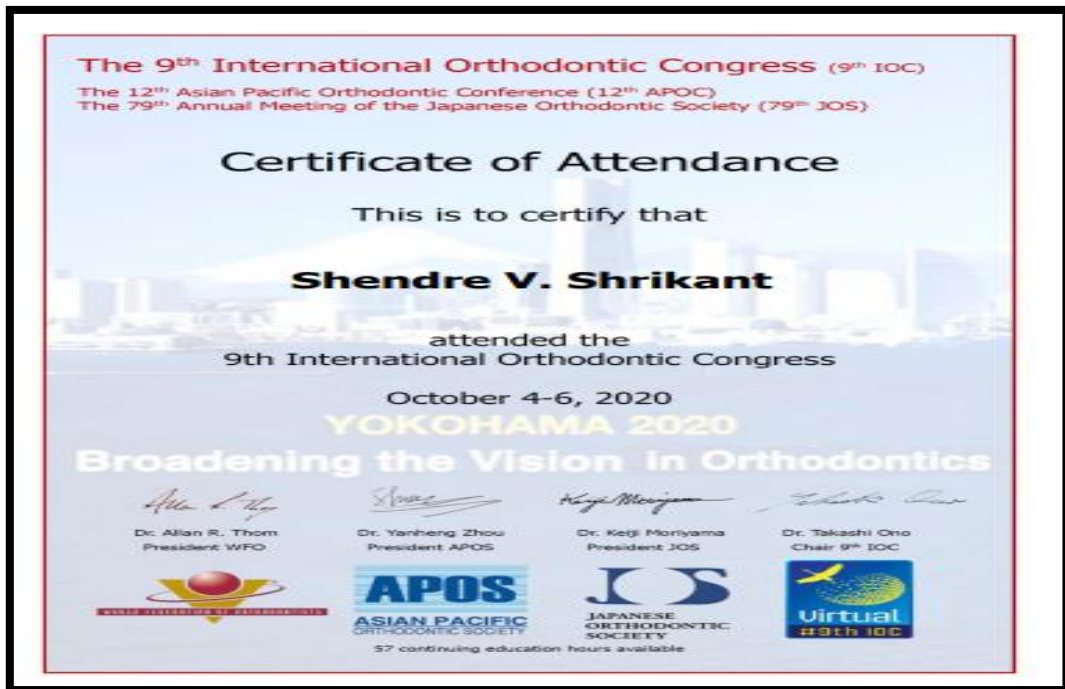 The 9th International Orthodontic Congress (9th IOC)
The 12th Asian Pacific Orthodontic Conference (12th APOC)
The 79th Annual Meeting of the Japanese Orthodontic Society (79th JOS)
Certificate of Attendance
This is to certify that
Shendre V. Shrikant
attended the
9th International Orthodontic Congress
October 4-6, 2020
YOKOHAMA 2020
Broadening the Vision in Orthodontics
Dr. Allan R. Thom
President WFO
Dr. Yanheng Zhou
President APOS
Dr. Keiji Moriyama
President JOS
Dr. Takashi Ono
Chair 9th IOC
WORLD FEDERATION OF ORTHODONTISTS
APOS
ASIAN PACIFIC
ORTHODONTIC SOCIETY
JOS
JAPANESE
ORTHODONTIC
SOCIETY
Virtual
#9th IOC
57 continuing education hours available